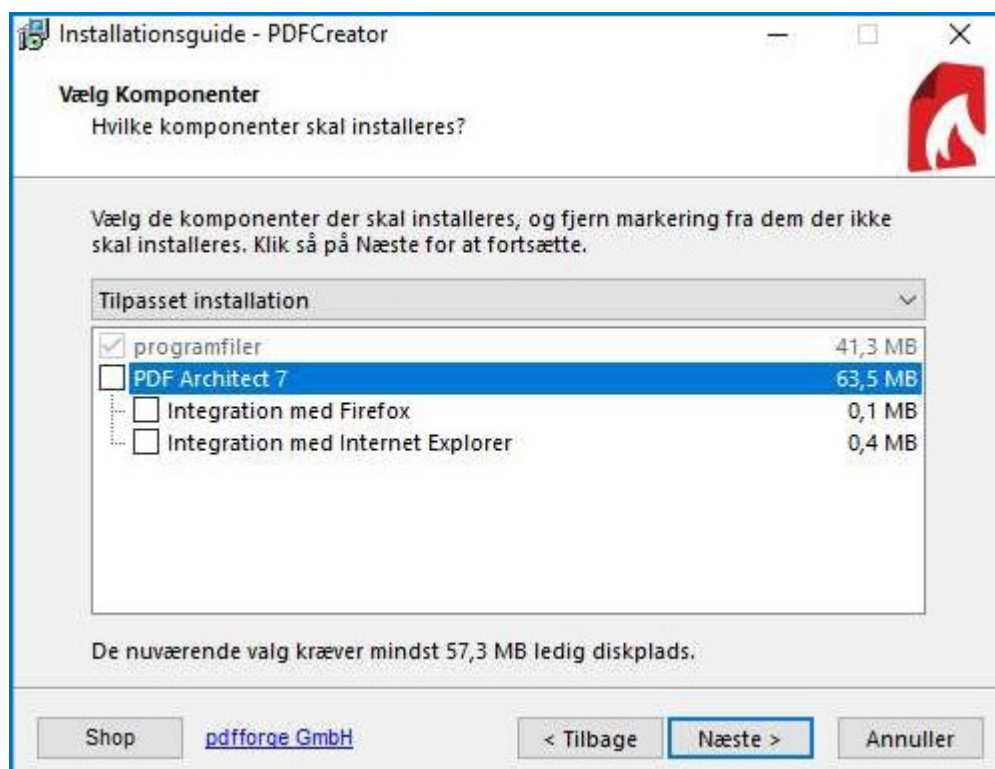 Installationsguide - PDFCreator
Vælg Komponenter
Hvilke komponenter skal installeres?
Vælg de komponenter der skal installeres, og fjern markering fra dem der ikke
skal installeres. Klik så på Næste for at fortsætte.
Tilpasset installation
programfiler 41,3 MB
PDF Architect 7 63,5 MB
Integration med Firefox 0,1 MB
Integration med Internet Explorer 0,4 MB
De nuværende valg kræver mindst 57,3 MB ledig diskplads.
Shop pdfforge GmbH < Tilbage Næste > Annuller